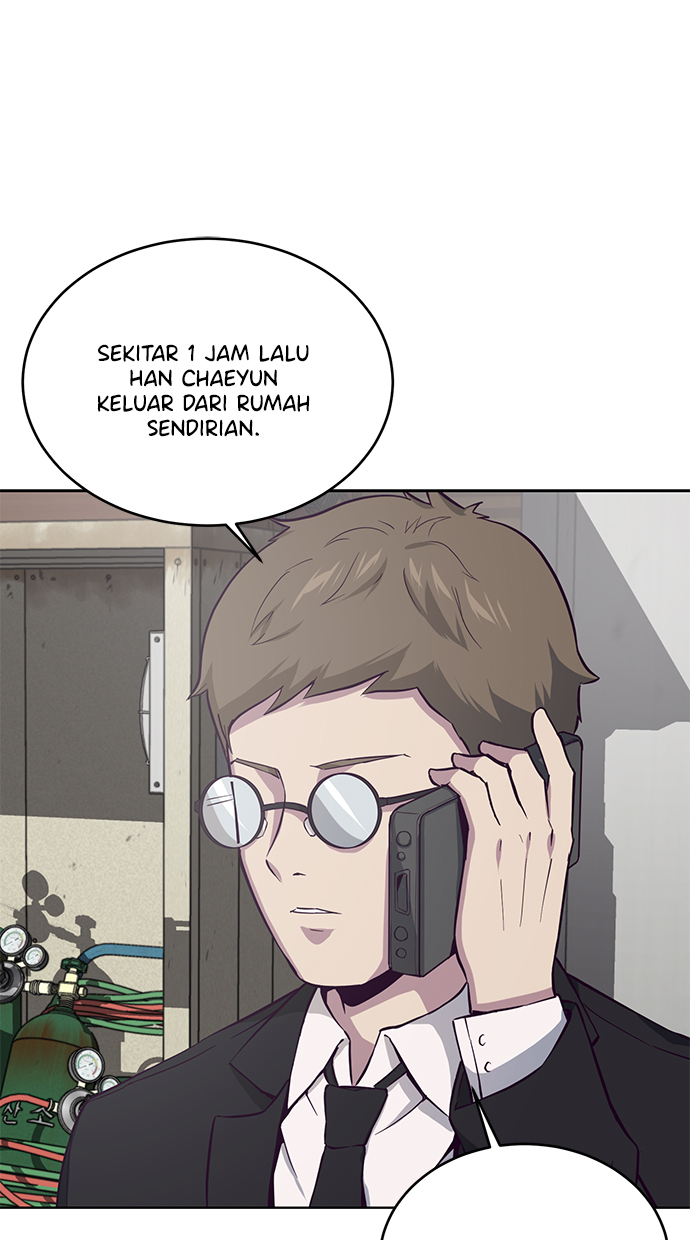 SEKITAR 1 JAM LALU
HAN CHAEYUN
KELUAR DARI RUMAH
SENDIRIAN.
산소